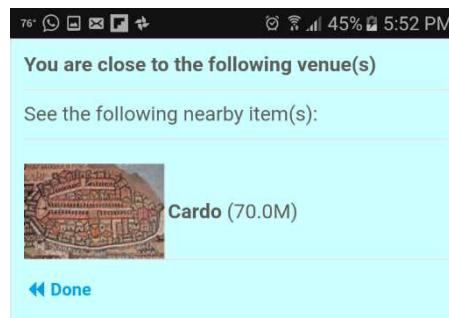 76° 45% 5:52 PM
You are close to the following venue(s)
See the following nearby item(s):
Cardo (70.0M)
Done